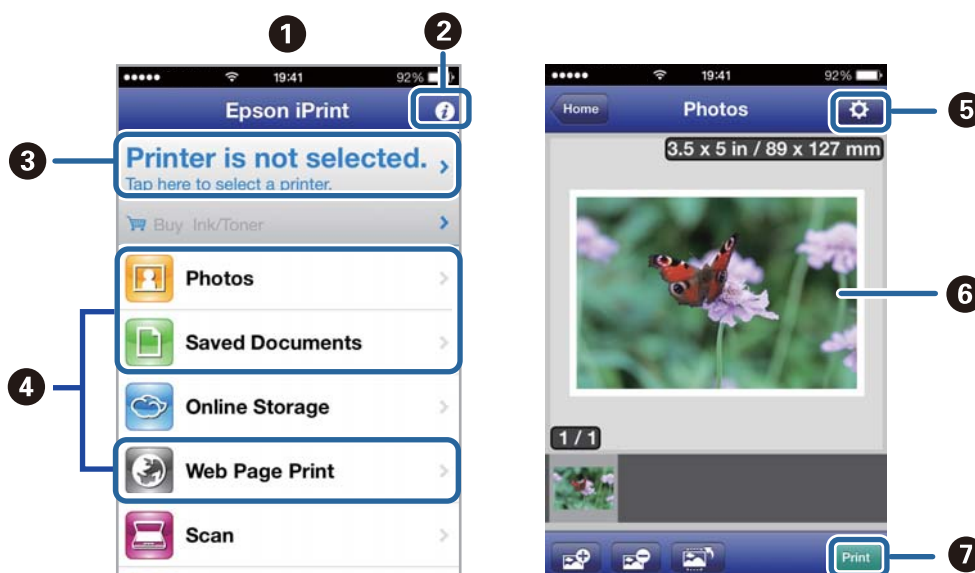 1
2
19:41
92%
Epson iPrint
i
3
Printer is not selected.
Tap here to select a printer.
Buy Ink/Toner
Photos
Saved Documents
4
Online Storage
Web Page Print
Scan
19:41
92%
Home
Photos
5
3.5 x 5 in / 89 x 127 mm
6
1 / 1
Print
7